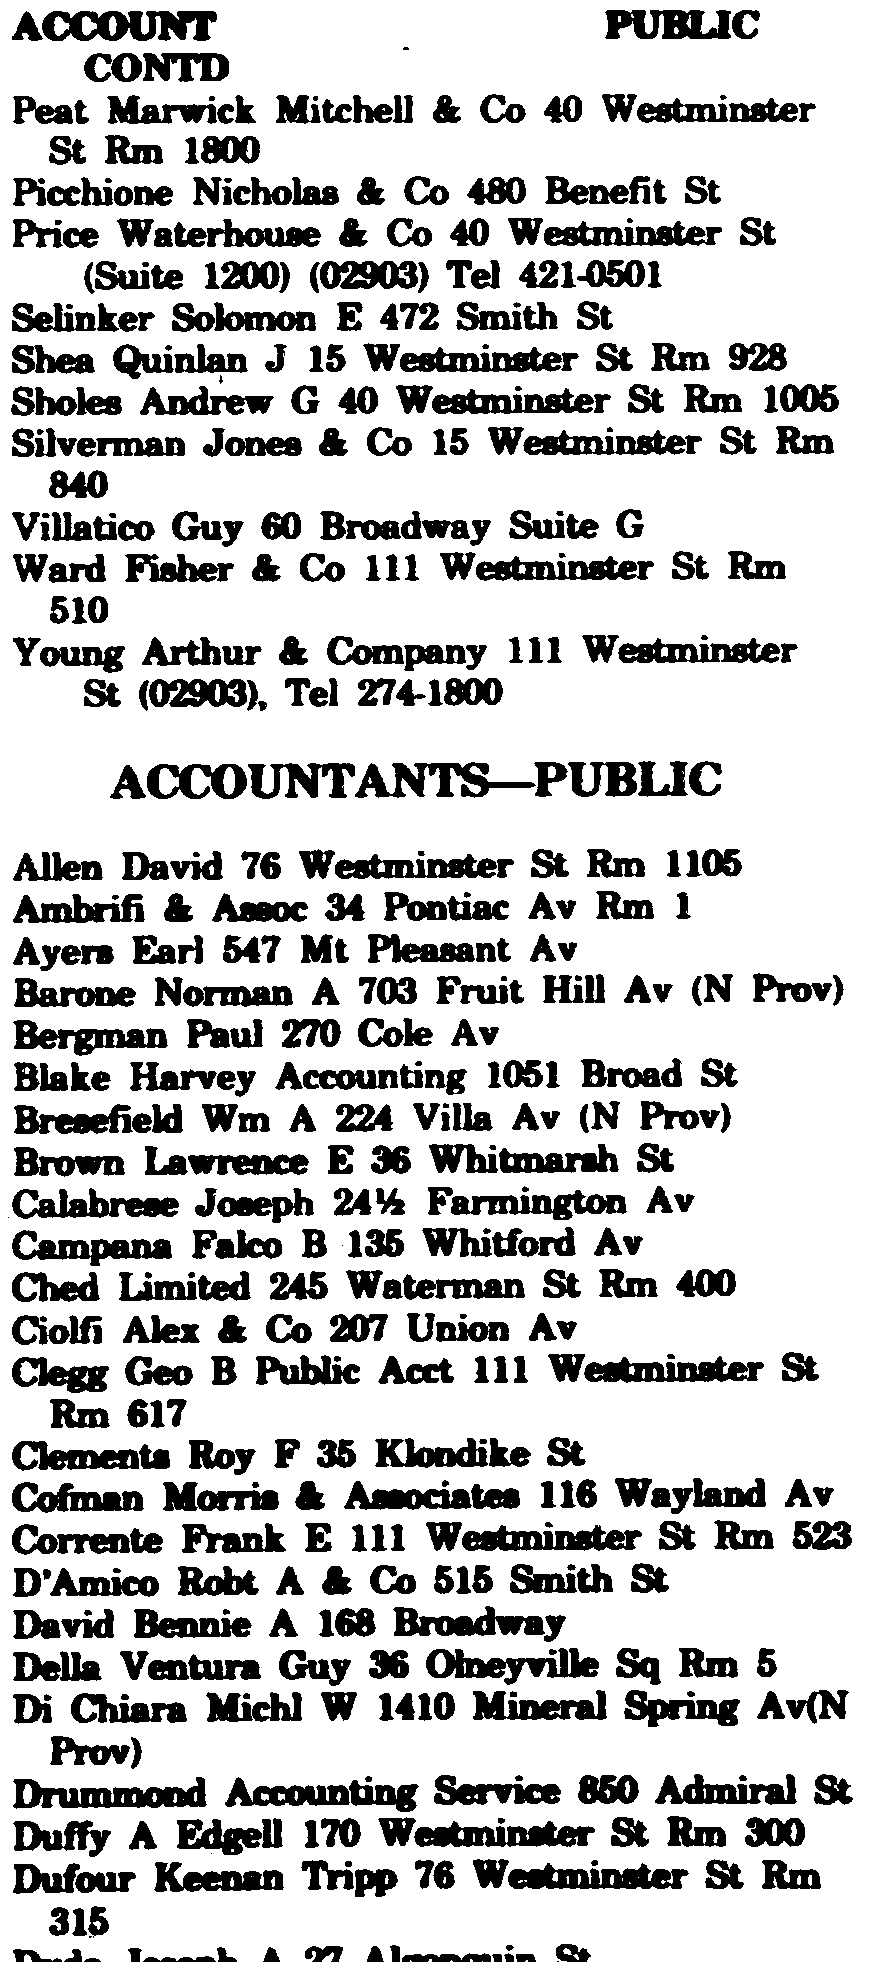 ACCOUNT PUBLIC
CONTD
Peat Marwick Mitchell & Co 40 Westminster
St Rm 1800
Picchione Nicholas & Co 480 Benefit St
Price Waterhouse & Co 40 Westminster St
(Suite 1200) (02903) Tel 421-0501
Selinker Solomon E 472 Smith St
Shea Quinlan J 15 Westminster St Rm 928
Sholes Andrew G 40 Westminster St Rm 1005
Silverman Jones & Co 15 Westminster St Rm
840
Villatico Guy 60 Broadway Suite G
Ward Fisher & Co 111 Westminster St Rm
510
Young Arthur & Company 111 Westminster
St (02903), Tel 274-1800
ACCOUNTANTS—PUBLIC
Allen David 76 Westminster St Rm 1105
Ambrifi & Assoc 34 Pontiac Av Rm 1
Ayers Earl 547 Mt Pleasant Av
Barone Norman A 703 Fruit Hill Av (N Prov)
Bergman Paul 270 Cole Av
Blake Harvey Accounting 1051 Broad St
Bresefield Wm A 224 Villa Av (N Prov)
Brown Lawrence E 36 Whitmarsh St
Calabrese Joseph 24½ Farmington Av
Campana Falco B 135 Whitford Av
Ched Limited 245 Waterman St Rm 400
Ciolfi Alex & Co 207 Union Av
Clegg Geo B Public Acct 111 Westminster St
Rm 617
Clements Roy F 35 Klondike St
Cofman Morris & Associates 116 Wayland Av
Corrente Frank E 111 Westminster St Rm 523
D'Amico Robt A & Co 515 Smith St
David Bennie A 168 Broadway
Della Ventura Guy 36 Olneyville Sq Rm 5
Di Chiara Michl W 1410 Mineral Spring Av(N
Prov)
Drummond Accounting Service 850 Admiral St
Duffy A Edgell 170 Westminster St Rm 300
Dufour Keenan Tripp 76 Westminster St Rm
315
Joseph A 27 Algonquin St